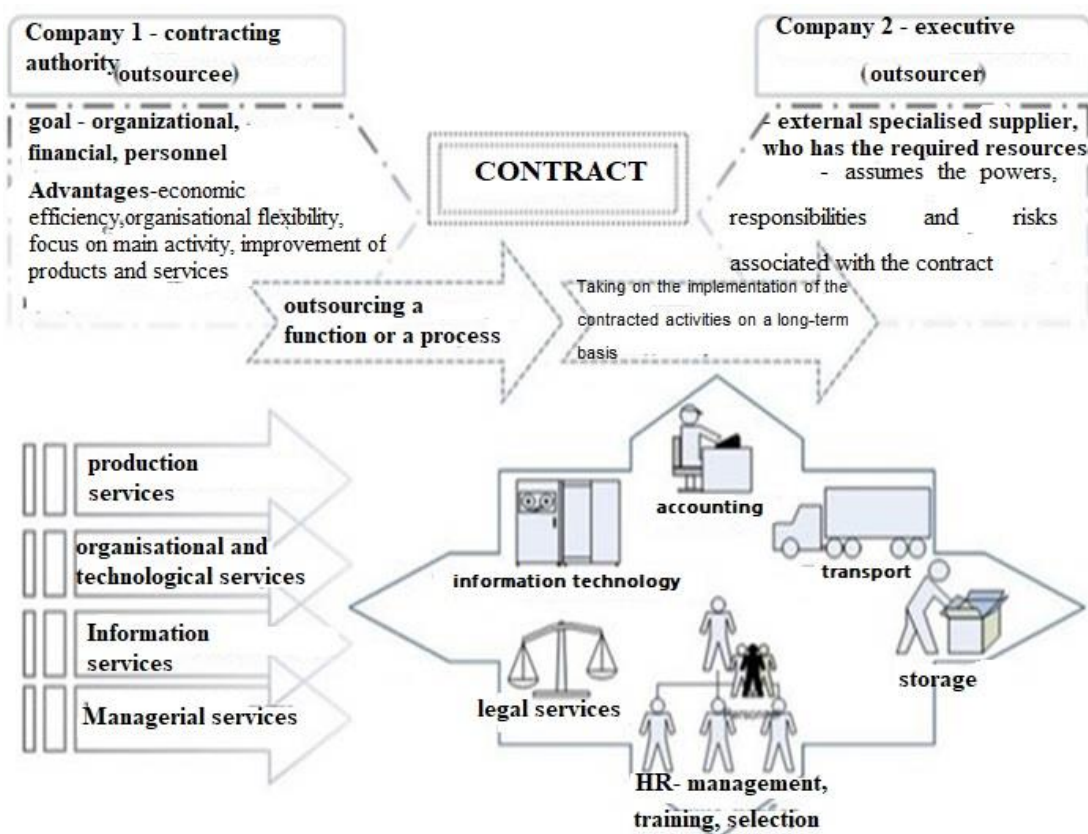 Company 1 - contracting
authority
(outsourcee)
goal - organizational,
financial, personnel
Advantages-economic
efficiency,organisational flexibility,
focus on main activity, improvement of
products and services
CONTRACT
Company 2 - executive
(outsourcer)
- external specialised supplier,
who has the required resources
- assumes the powers,
responsibilities and risks
associated with the contract
outsourcing a
function or a process
Taking on the implementation of the
contracted activities on a long-term
basis
production
services
organisational and
technological services
Information
services
Managerial services
accounting
information technology
transport
legal services
storage
HR- management,
training, selection